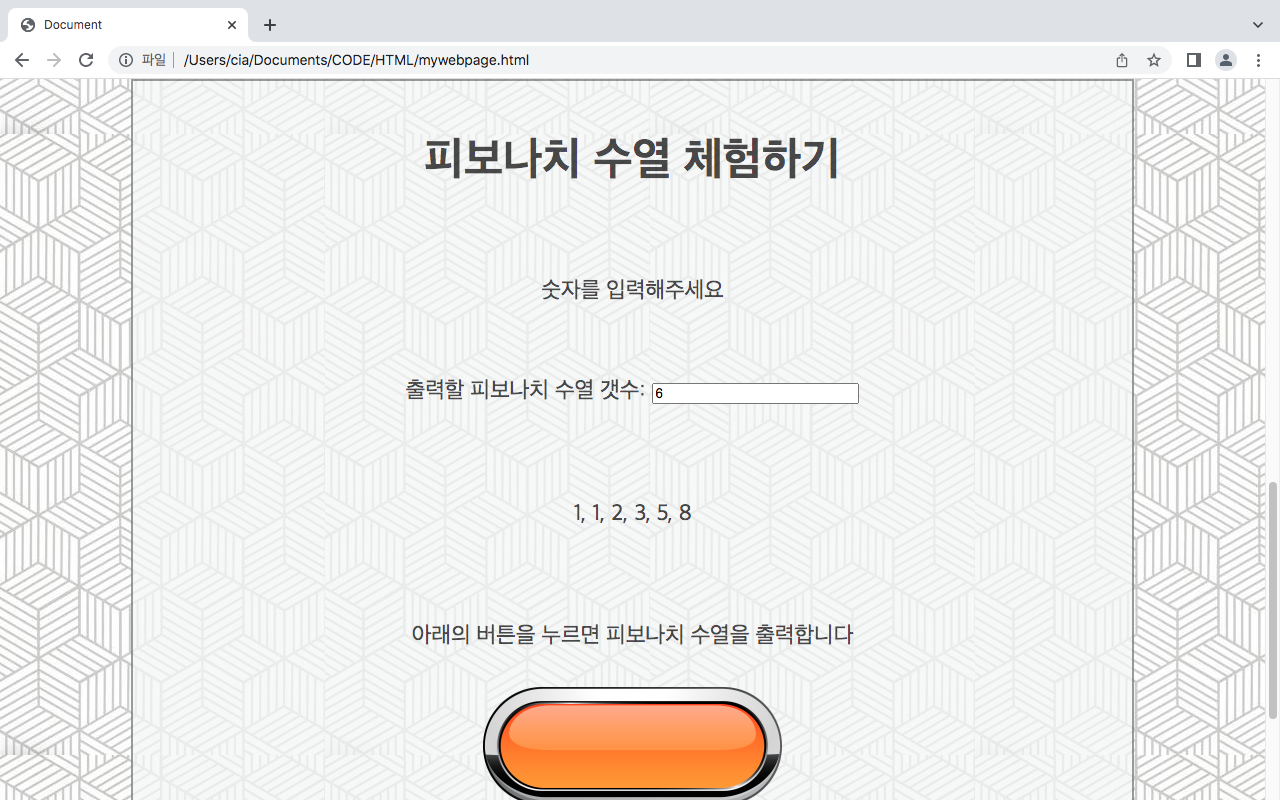 Document
파일
/Users/cia/Documents/CODE/HTML/mywebpage.html
피보나치 수열 체험하기
숫자를 입력해주세요
출력할 피보나치 수열 갯수: 6
1, 1, 2, 3, 5, 8
아래의 버튼을 누르면 피보나치 수열을 출력합니다